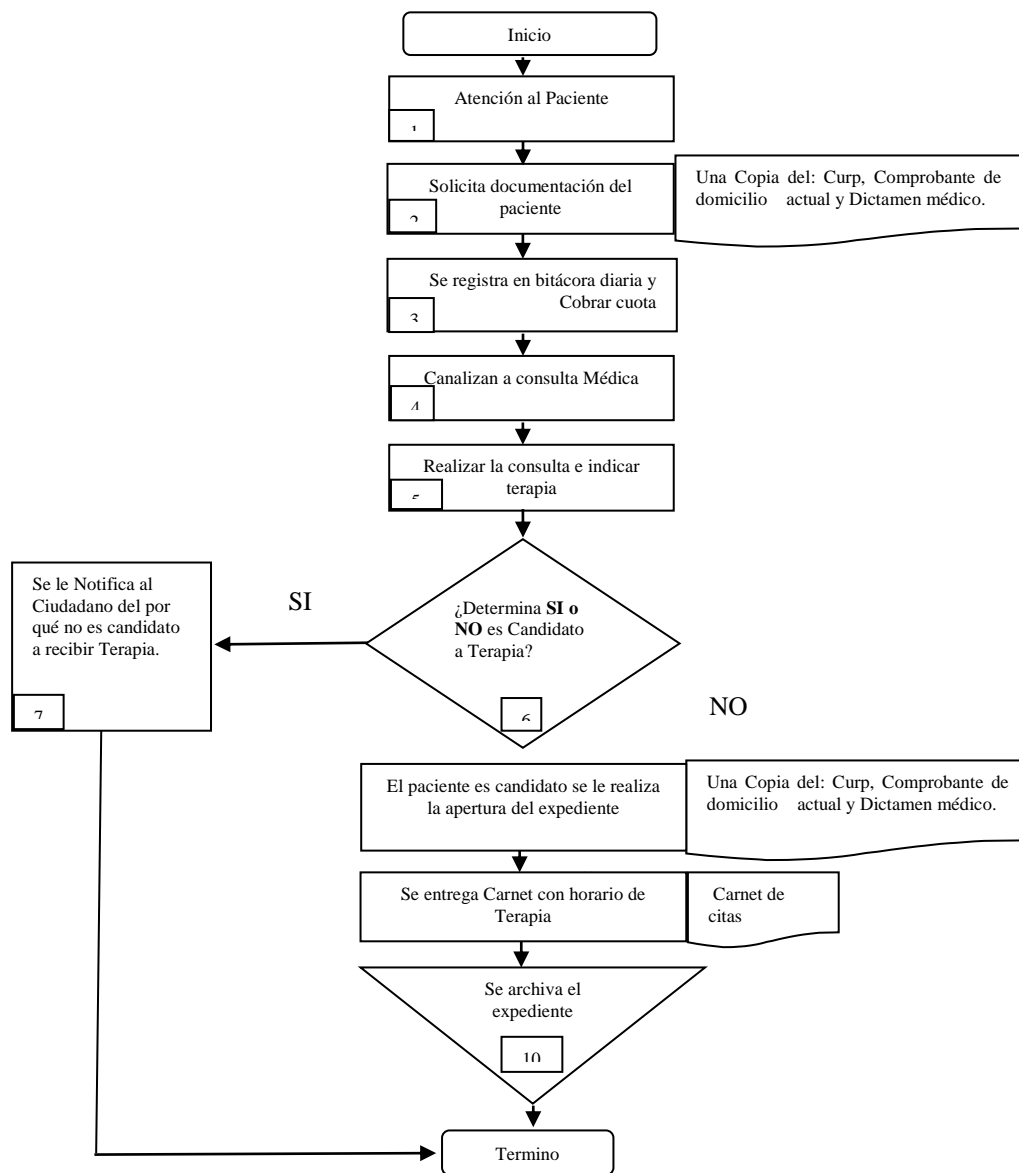 Inicio
Atención al Paciente
1
Solicita documentación del
paciente
2
Una Copia del: Curp, Comprobante de
domicilio actual y Dictamen médico.
Se registra en bitácora diaria y
Cobrar cuota
3
Canalizan a consulta Médica
4
Realizar la consulta e indicar
terapia
5
¿Determina SI o
NO es Candidato
a Terapia?
6
SI
Se le Notifica al
Ciudadano del por
qué no es candidato
a recibir Terapia.
7
NO
El paciente es candidato se le realiza
la apertura del expediente
Una Copia del: Curp, Comprobante de
domicilio actual y Dictamen médico.
Se entrega Carnet con horario de
Terapia
Carnet de
citas
Se archiva el
expediente
10
Termino